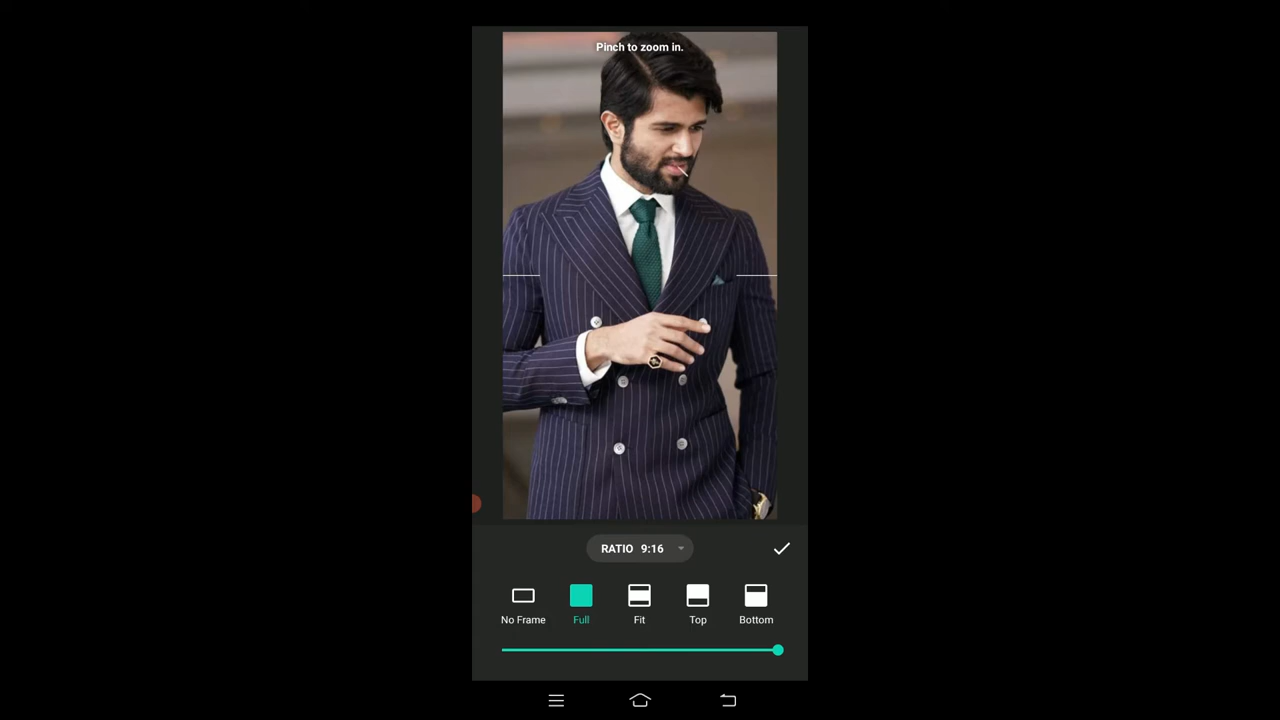 Pinch to zoom in.
RATIO 9:16
No Frame
Full
Fit
Top
Bottom